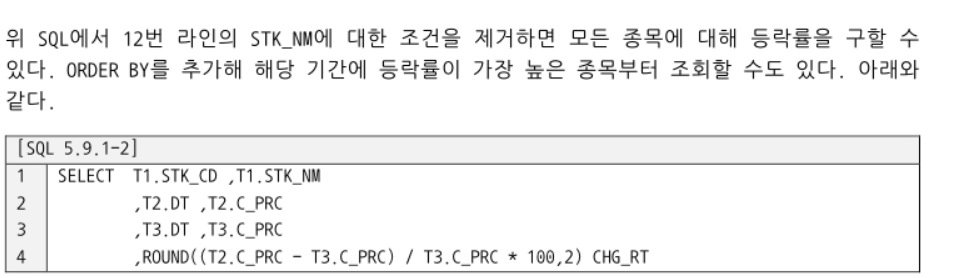 위 SQL에서 12번 라인의 STK_NM에 대한 조건을 제거하면 모든 종목에 대해 등락률을 구할 수
있다. ORDER BY를 추가해 해당 기간에 등락률이 가장 높은 종목부터 조회할 수도 있다. 아래와
같다.
[SQL 5.9.1-2]
1 SELECT T1.STK_CD ,T1.STK_NM
2 ,T2.DT ,T2.C_PRC
3 ,T3.DT ,T3.C_PRC
4 ,ROUND((T2.C_PRC - T3.C_PRC) / T3.C_PRC * 100,2) CHG_RT